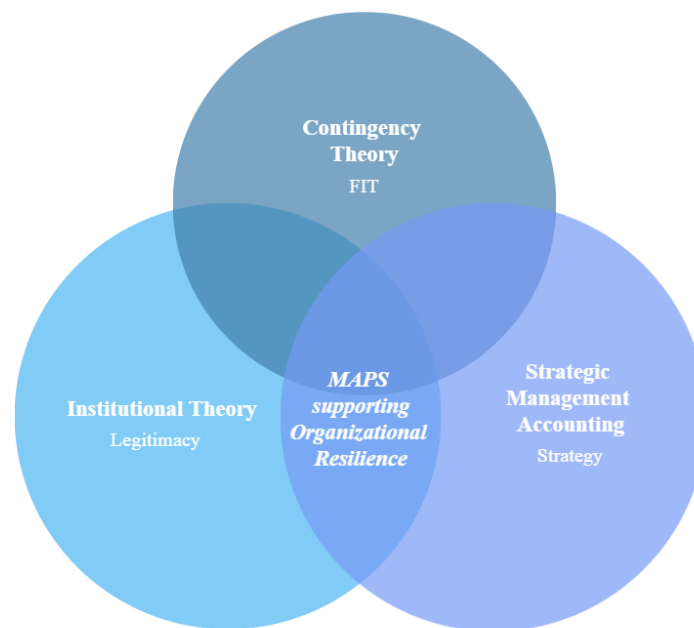 Contingency
Theory
FIT
Institutional Theory
Legitimacy
MAPS
supporting
Organizational
Resilience
Strategic
Management
Accounting
Strategy